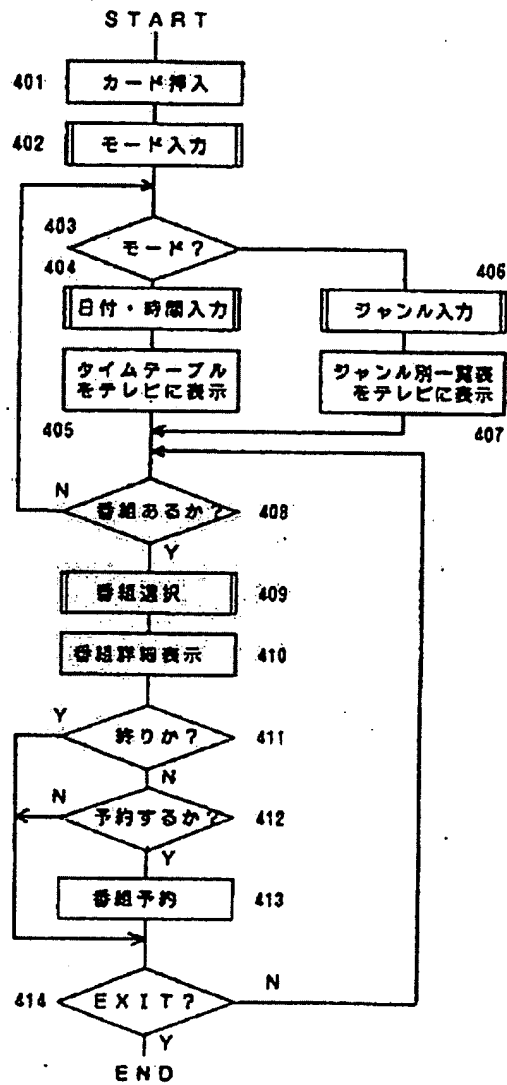 START
401
カード挿入
402
モード入力
403
モード?
404
日付・時間入力
406
ジャンル入力
タイムテーブル
をテレビに表示
405
ジャンル別一覧表
をテレビに表示
407
N
番組あるか?
408
Y
番組選択
409
番組詳細表示
410
Y
終りか?
411
N
N
予約するか?
412
Y
番組予約
413
414
EXIT?
N
Y
END